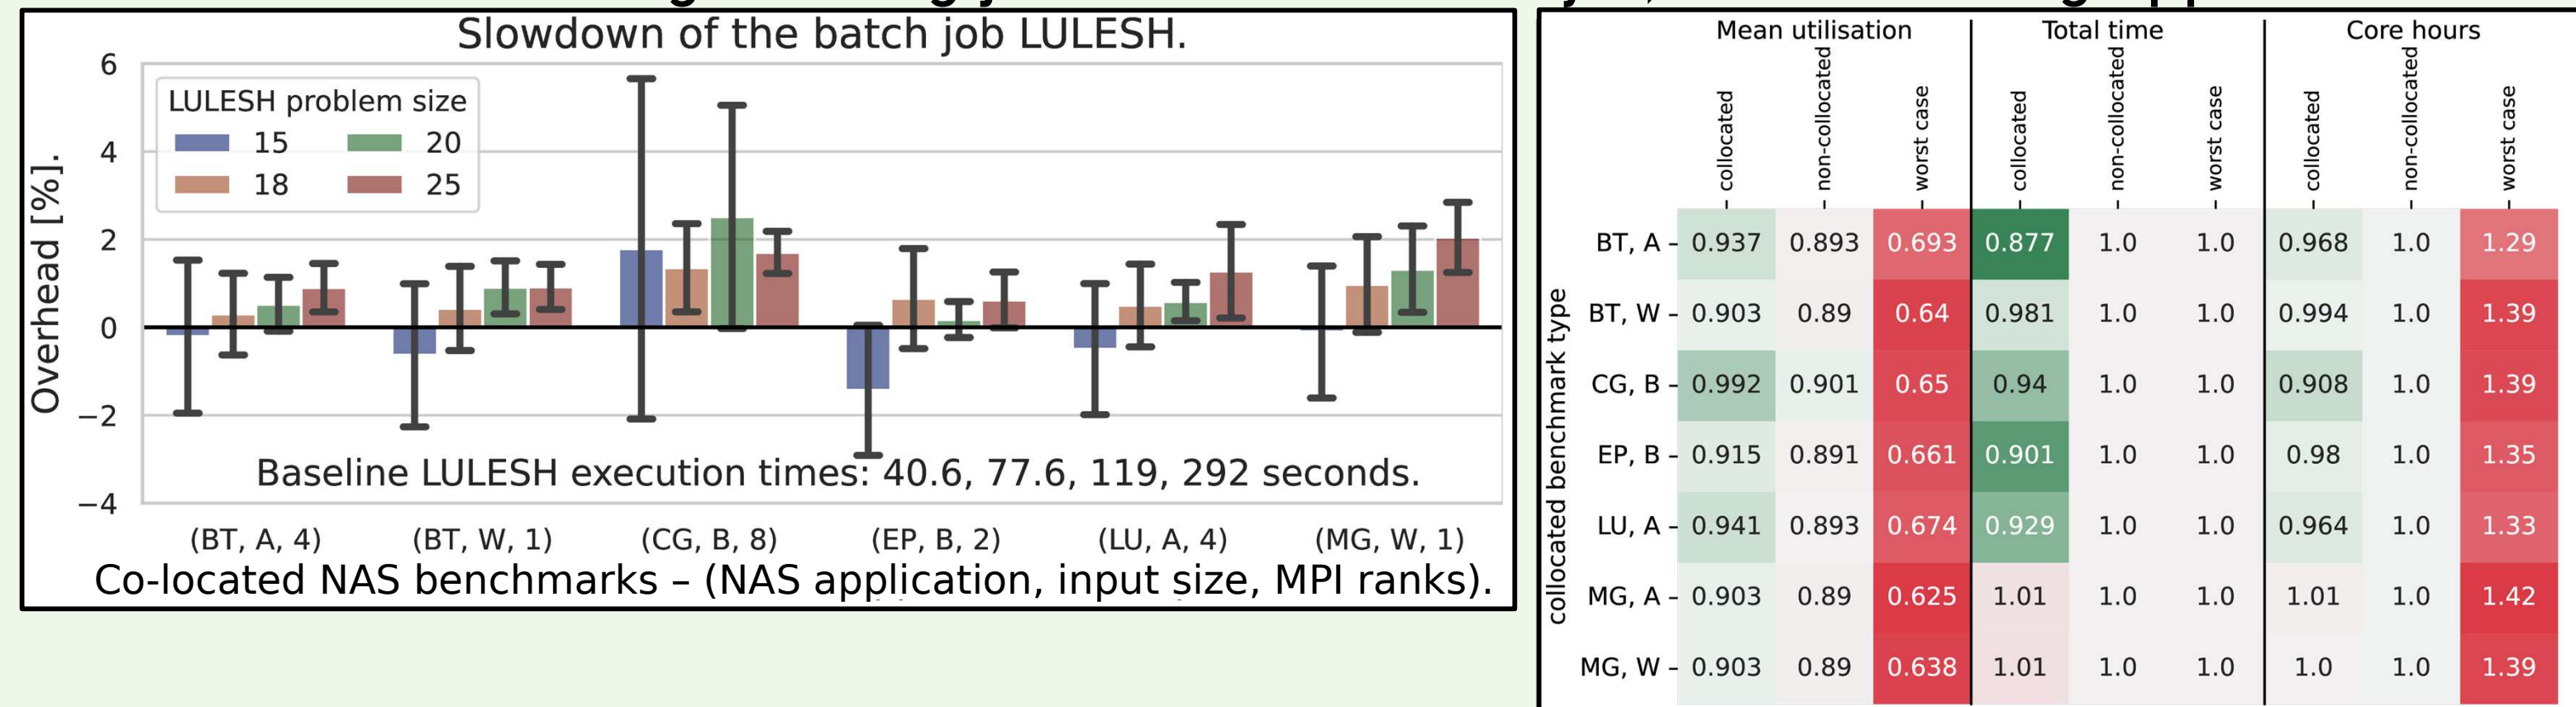 Slowdown of the batch job LULESH.
6
4
2
0
−2
−4
Overhead [%].
LULESH problem size
15 20
18 25
Baseline LULESH execution times: 40.6, 77.6, 119, 292 seconds.
(BT, A, 4) (BT, W, 1) (CG, B, 8) (EP, B, 2) (LU, A, 4) (MG, W, 1)
Co-located NAS benchmarks – (NAS application, input size, MPI ranks).
Mean utilisation Total time Core hours
collocated non-collocated worst case collocated non-collocated worst case collocated non-collocated worst case
collocated benchmark type
BT, A 0.937 0.893 0.693 0.877 1.0 1.0 0.968 1.0 1.29
BT, W 0.903 0.89 0.64 0.981 1.0 1.0 0.994 1.0 1.39
CG, B 0.992 0.901 0.65 0.94 1.0 1.0 0.908 1.0 1.39
EP, B 0.915 0.891 0.661 0.901 1.0 1.0 0.98 1.0 1.35
LU, A 0.941 0.893 0.674 0.929 1.0 1.0 0.964 1.0 1.33
MG, A 0.903 0.89 0.625 1.01 1.0 1.0 1.01 1.0 1.42
MG, W 0.903 0.89 0.638 1.01 1.0 1.0 1.0 1.0 1.39